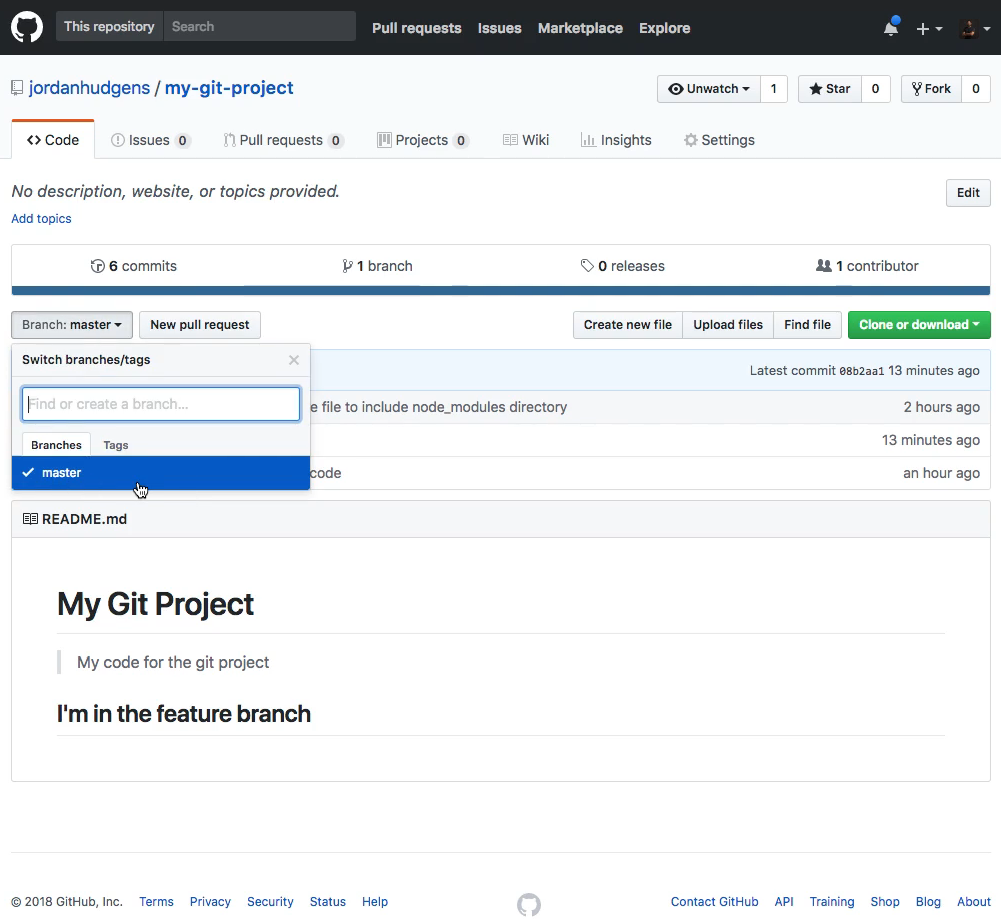 This repository Search Pull requests Issues Marketplace Explore
jordanhudgens / my-git-project Unwatch 1 Star 0 Fork 0
Code Issues 0 Pull requests 0 Projects 0 Wiki Insights Settings
No description, website, or topics provided. Edit
Add topics
6 commits 1 branch 0 releases 1 contributor
Branch: master New pull request Create new file Upload files Find file Clone or download
Switch branches/tags
Latest commit 08b2aa1 13 minutes ago
Find or create a branch...
e file to include node_modules directory 2 hours ago
Branches Tags
13 minutes ago
master
code an hour ago
README.md
My Git Project
My code for the git project
I'm in the feature branch
© 2018 GitHub, Inc. Terms Privacy Security Status Help Contact GitHub API Training Shop Blog About